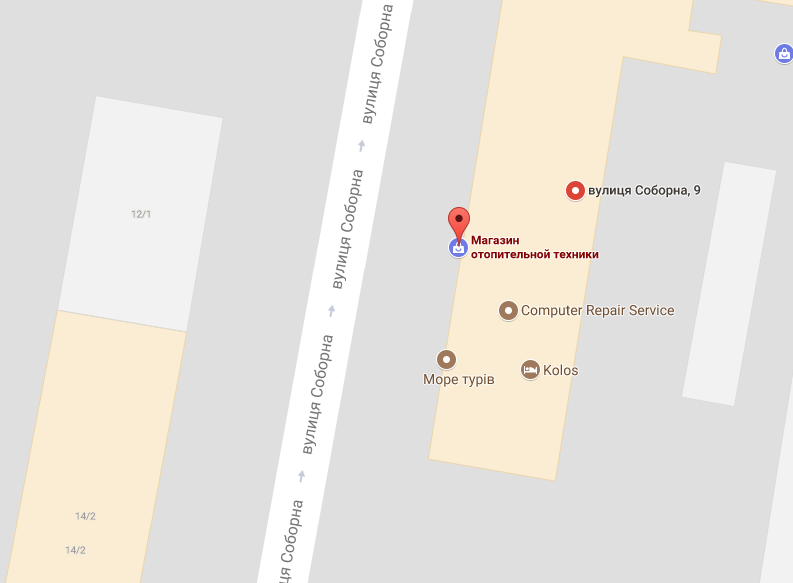 вулиця Соборна
12/1
вулиця Соборна, 9
вулиця Соборна
Магазин
отопительной техники
Computer Repair Service
Море турів
Kolos
вулиця Соборна
14/2
14/2
ця Соборна